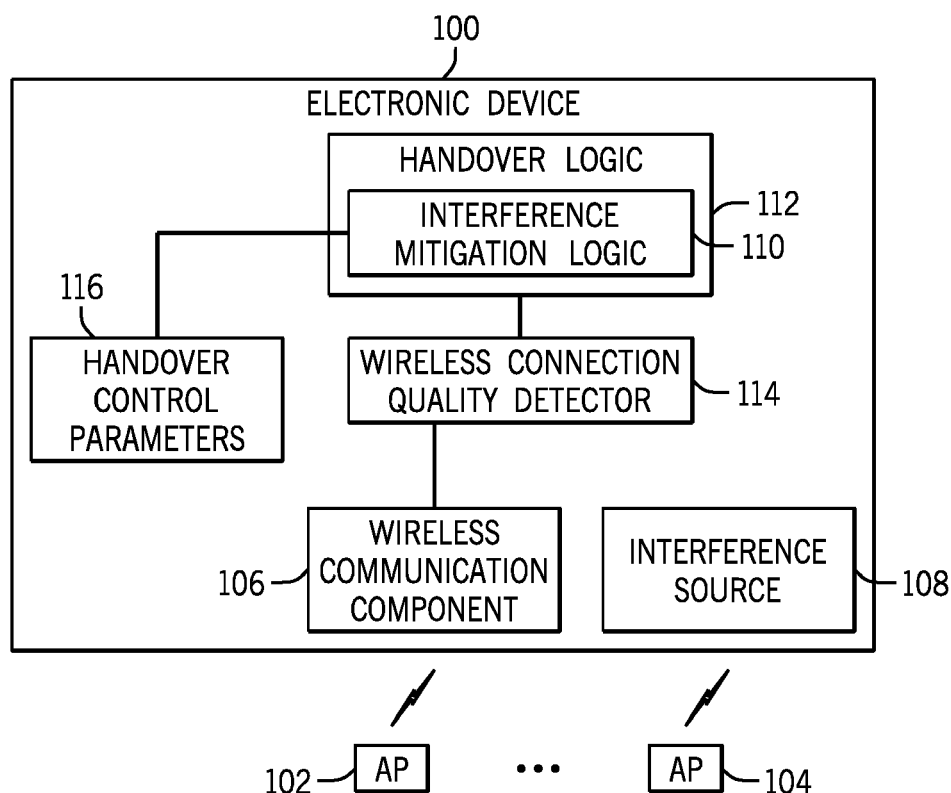 100
ELECTRONIC DEVICE
HANDOVER LOGIC
INTERFERENCE
MITIGATION LOGIC
112
110
116
HANDOVER
CONTROL
PARAMETERS
WIRELESS CONNECTION
QUALITY DETECTOR
114
106
WIRELESS
COMMUNICATION
COMPONENT
INTERFERENCE
SOURCE
108
102
AP
•••
AP
104